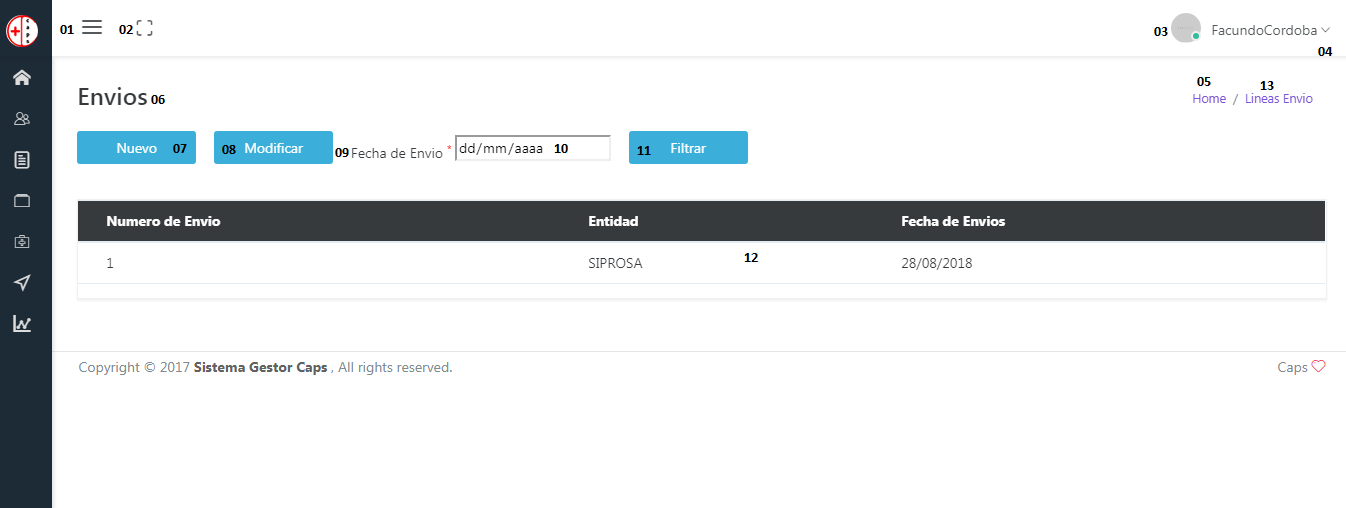 01 02 03 FacundoCordoba
04
Envios 06
05 13
Home / Lineas Envio
Nuevo 07 08 Modificar 09 Fecha de Envio * dd/mm/aaaa 10 11 Filtrar
Numero de Envio Entidad Fecha de Envios
1 SIPROSA 12 28/08/2018
Copyright © 2017 Sistema Gestor Caps , All rights reserved. Caps